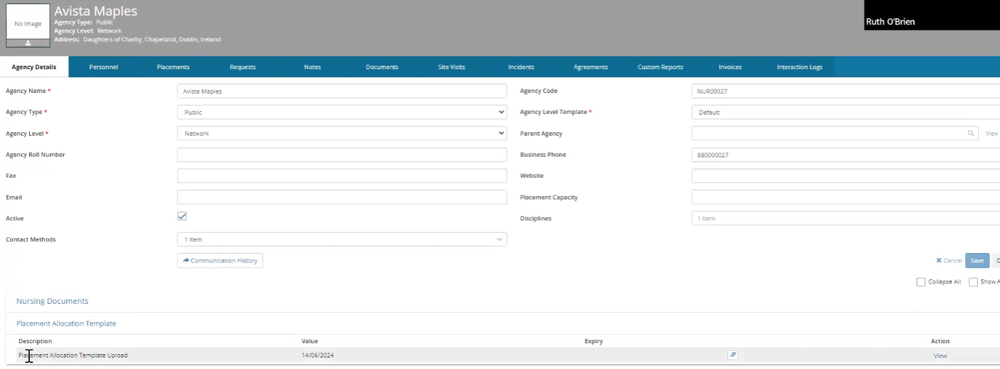 No Image
Avista Maples
Agency Type: Public
Agency Level: Network
Address: Daughters of Charity, Chapelizod, Dublin, Ireland
Ruth O'Brien
Agency Details Personnel Placements Requests Notes Documents Site Visits Incidents Agreements Custom Reports Invoices Interaction Logs
Agency Name * Avista Maples Agency Code NUR00027
Agency Type * Public Agency Level Template * Default
Agency Level * Network Parent Agency View
Agency Roll Number Business Phone 880000027
Fax Website
Email Placement Capacity
Active Disciplines 1 Item
Contact Methods 1 Item
Communication History Cancel Save
Collapse All Show A
Nursing Documents
Placement Allocation Template
Description Value Expiry Action
Placement Allocation Template Upload 14/06/2024 View